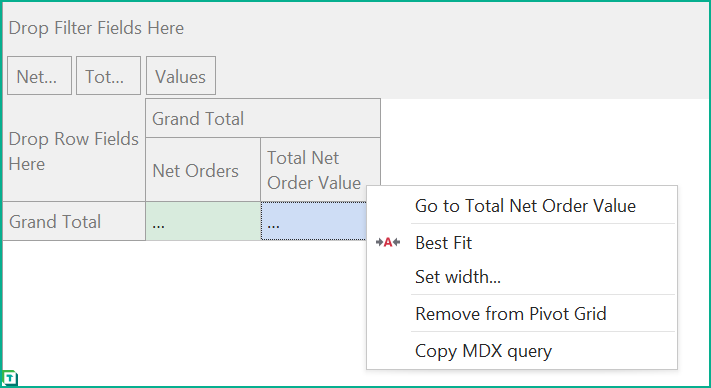 Drop Filter Fields Here
Net...
Tot...
Values
Drop Row Fields
Here
Grand Total
Net Orders
Total Net
Order Value
Grand Total
...
...
Go to Total Net Order Value
A
Best Fit
Set width...
Remove from Pivot Grid
Copy MDX query
T